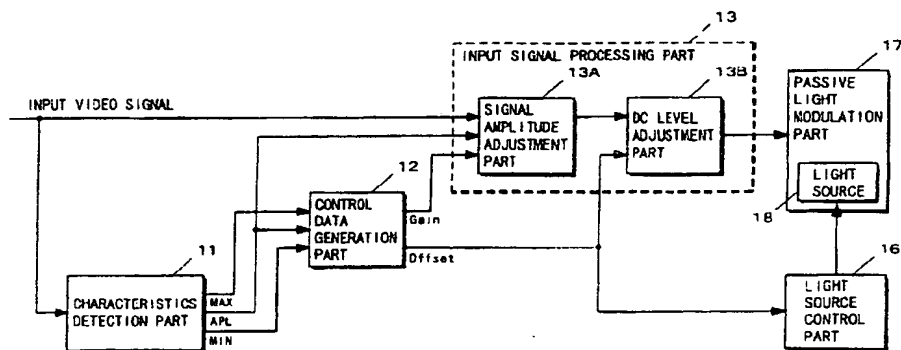 13
17
INPUT SIGNAL PROCESSING PART
13A
13B
PASSIVE
LIGHT
MODULATION
PART
INPUT VIDEO SIGNAL
SIGNAL
AMPLITUDE
ADJUSTMENT
PART
DC LEVEL
ADJUSTMENT
PART
12
LIGHT
SOURCE
18
CONTROL
DATA
GENERATION
PART
Gain
Offset
11
16
CHARACTERISTICS
DETECTION PART
MAX
APL
MIN
LIGHT
SOURCE
CONTROL
PART